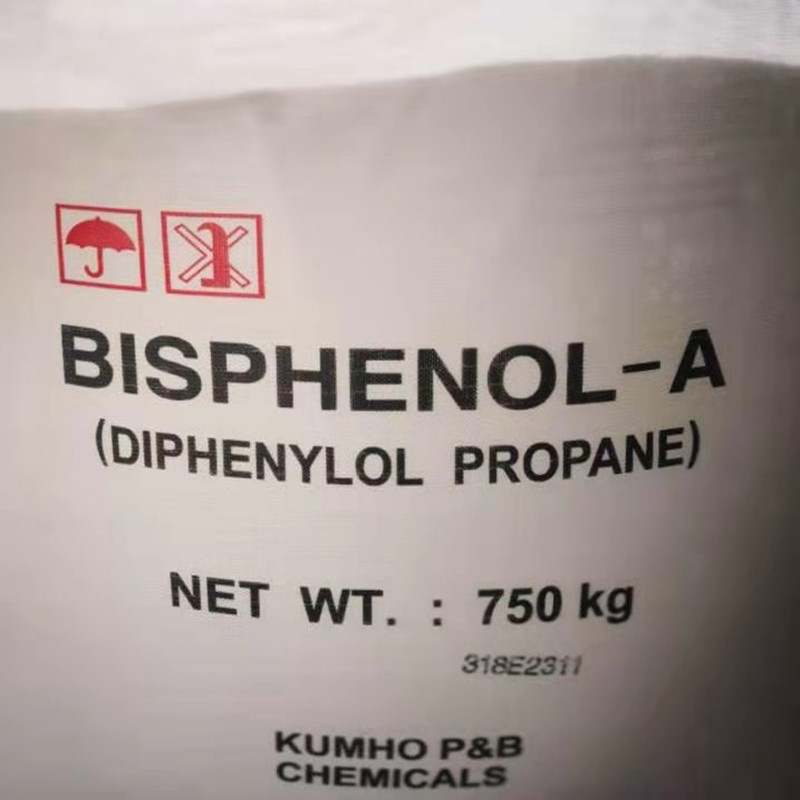 BISPHENOL-A
(DIPHENYLOL PROPANE)
NET WT. : 750 kg
318E2311
KUMHO P&B
CHEMICALS